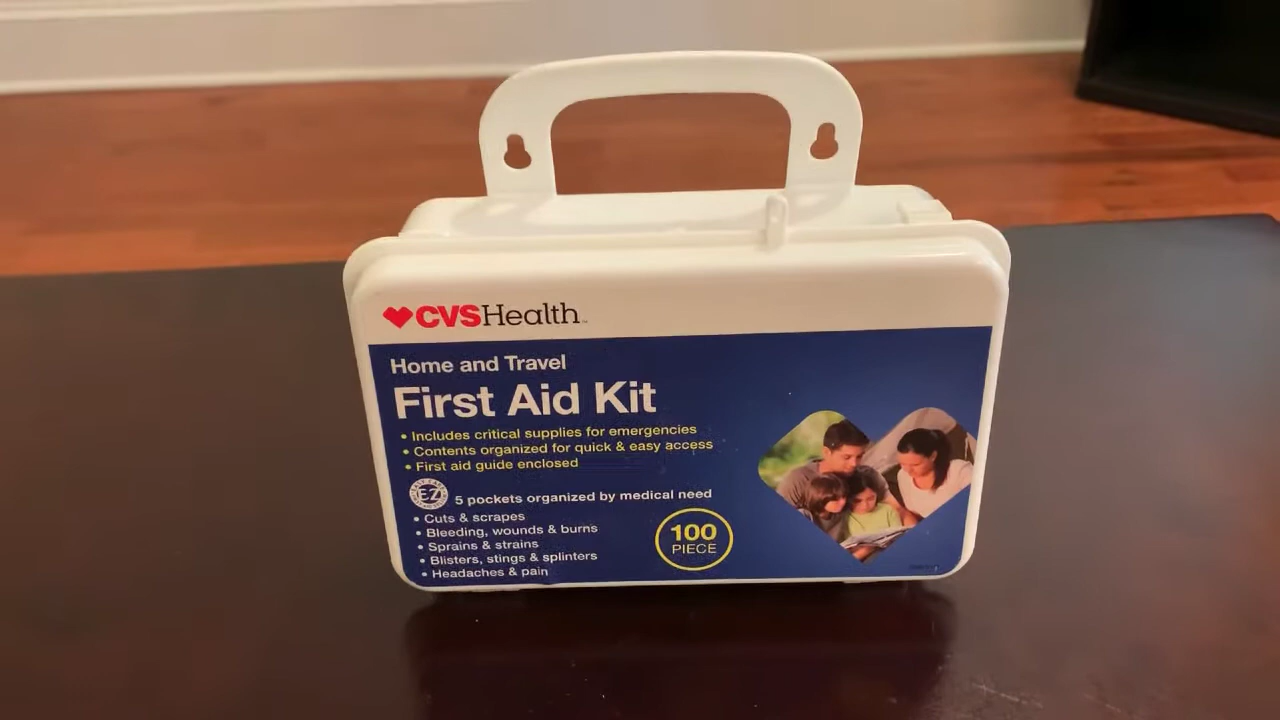 CVSHealth
Home and Travel
First Aid Kit
• Includes critical supplies for emergencies
• Contents organized for quick & easy access
• First aid guide enclosed
EZ
5 pockets organized by medical need
• Cuts & scrapes
• Bleeding, wounds & burns
• Sprains & strains
• Blisters, stings & splinters
• Headaches & pain
100
PIECE